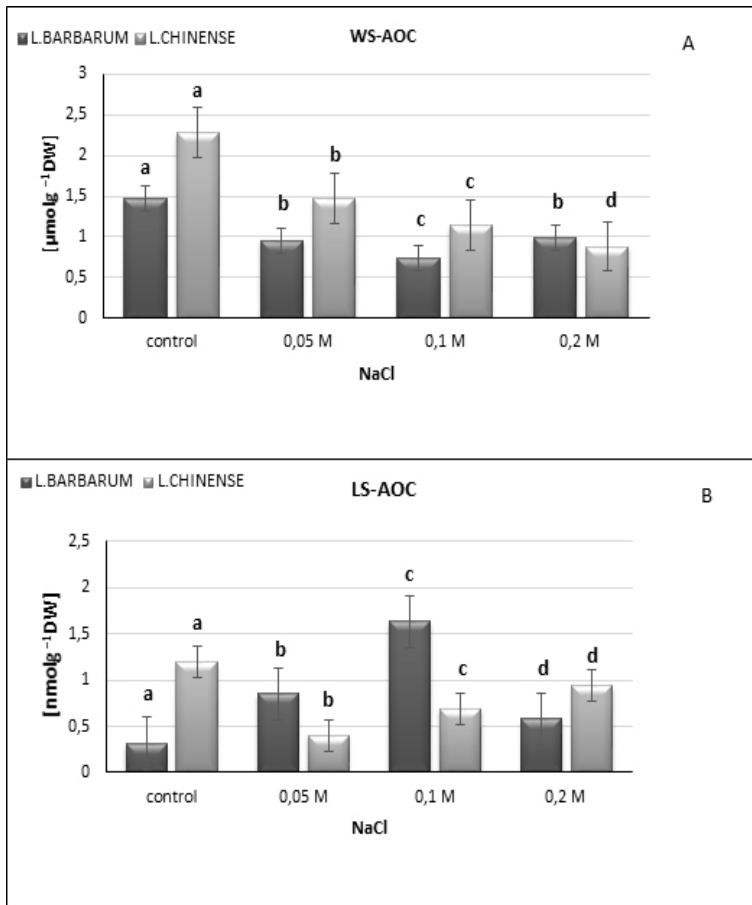 L.BARBARUM L.CHINENSE
WS-AOC
A
[µmolg ⁻¹DW]
3
2,5
2
1,5
1
0,5
0
a
a
b
b
c
c
b
d
control 0,05 M 0,1 M 0,2 M
NaCl
L.BARBARUM L.CHINENSE
LS-AOC
B
[nmolg ⁻¹DW]
2,5
2
1,5
1
0,5
0
a
a
b
b
c
c
d
d
control 0,05 M 0,1 M 0,2 M
NaCl